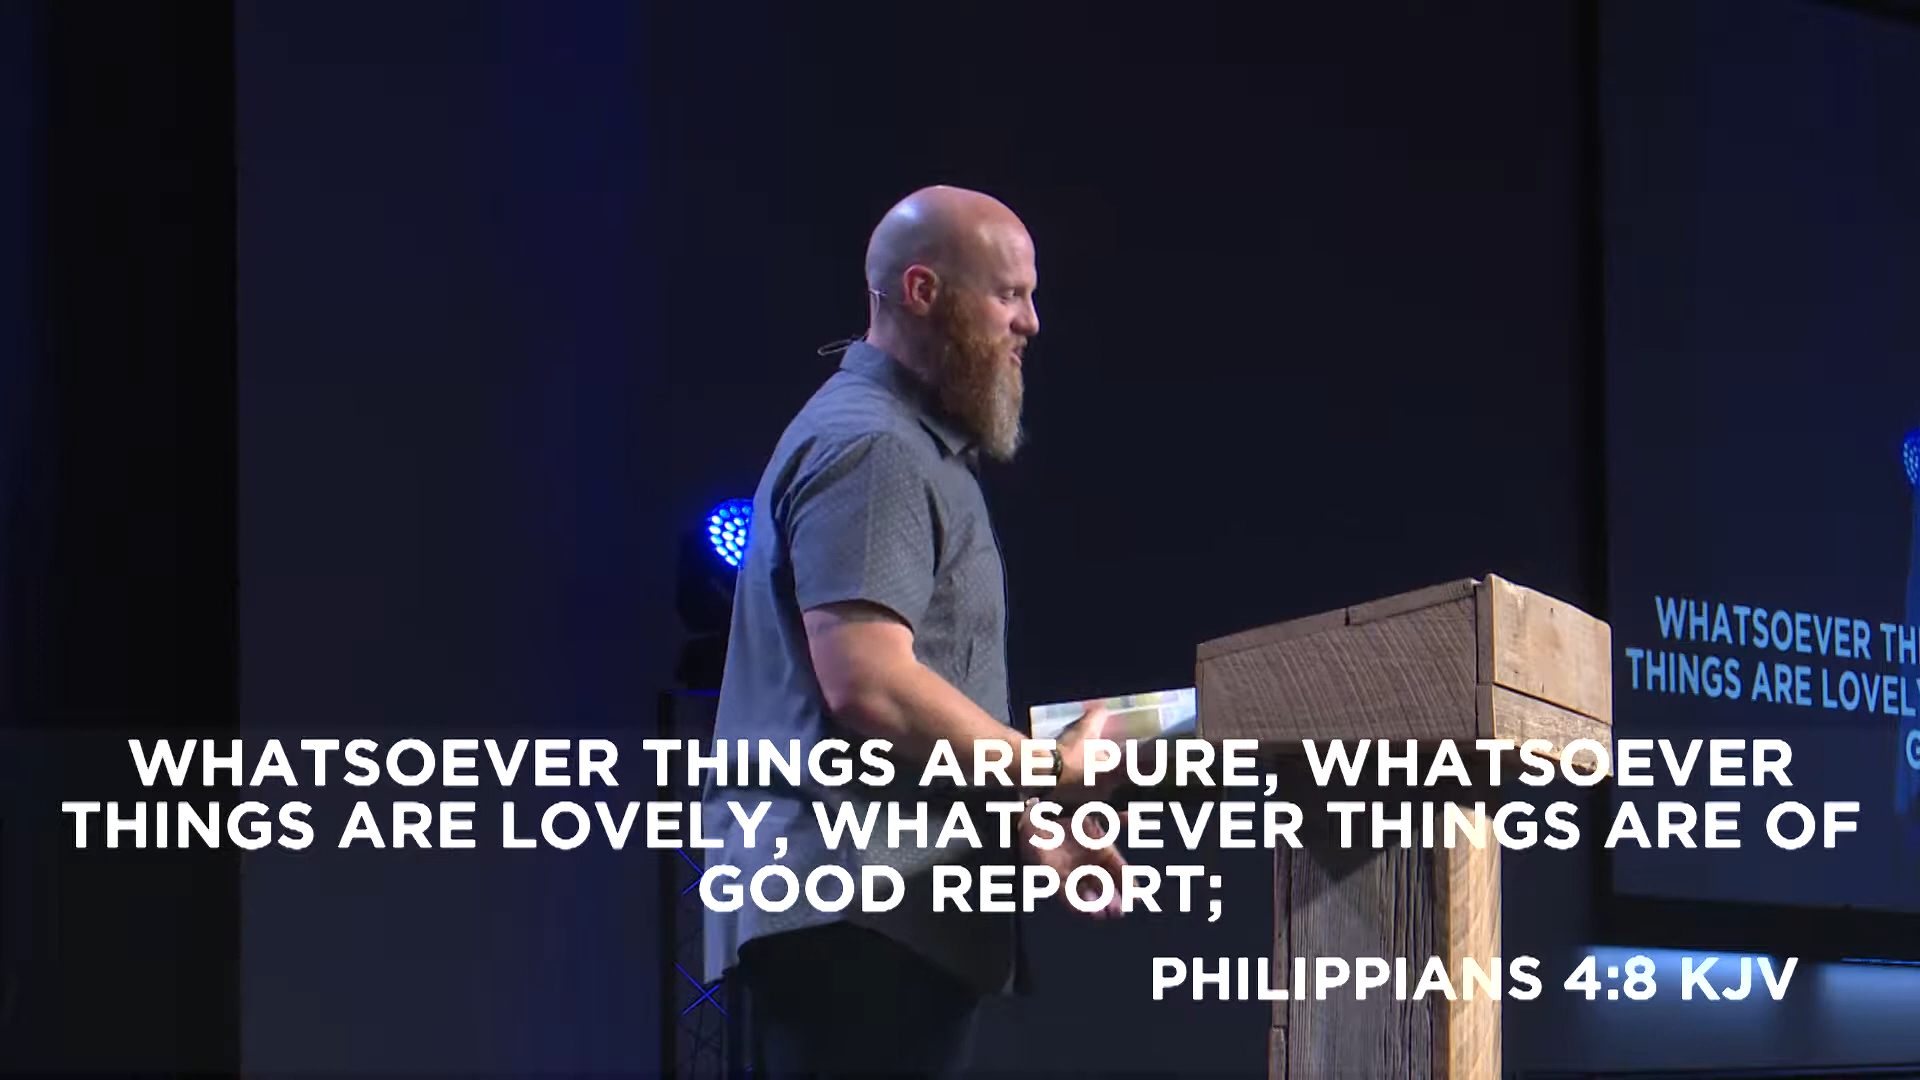 WHATSOEVER THINGS ARE PURE, WHATSOEVER
THINGS ARE LOVELY, WHATSOEVER THINGS ARE OF
GOOD REPORT;
PHILIPPIANS 4:8 KJV
WHATSOEVER
THINGS ARE